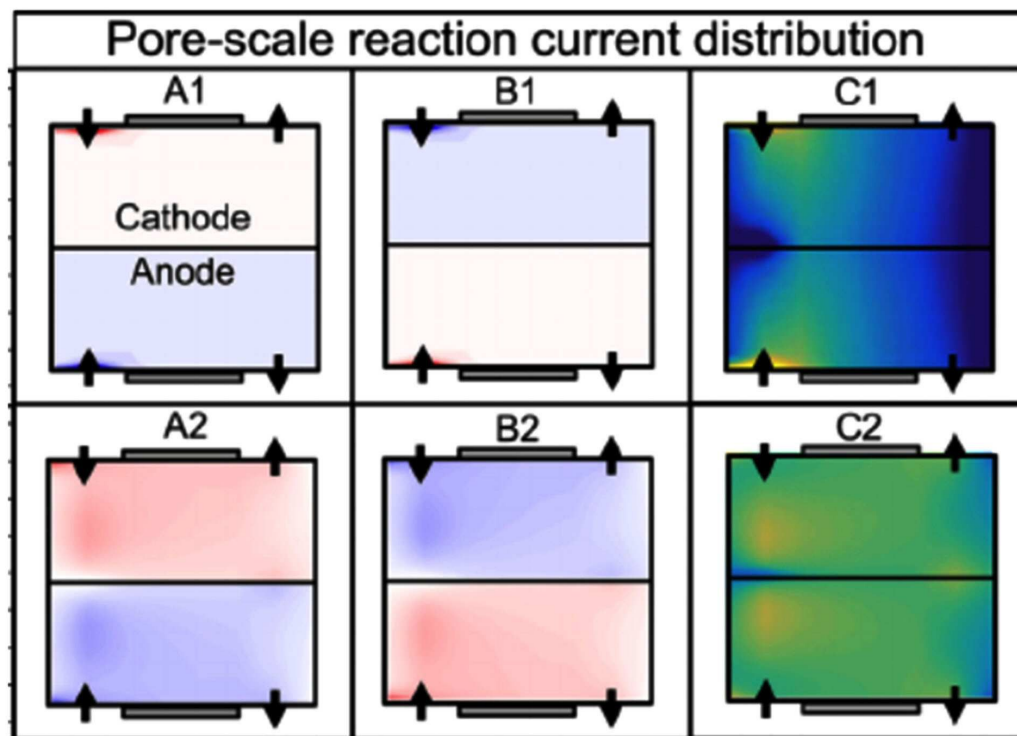 Pore-scale reaction current distribution
A1
B1
C1
Cathode
Anode
A2
B2
C2